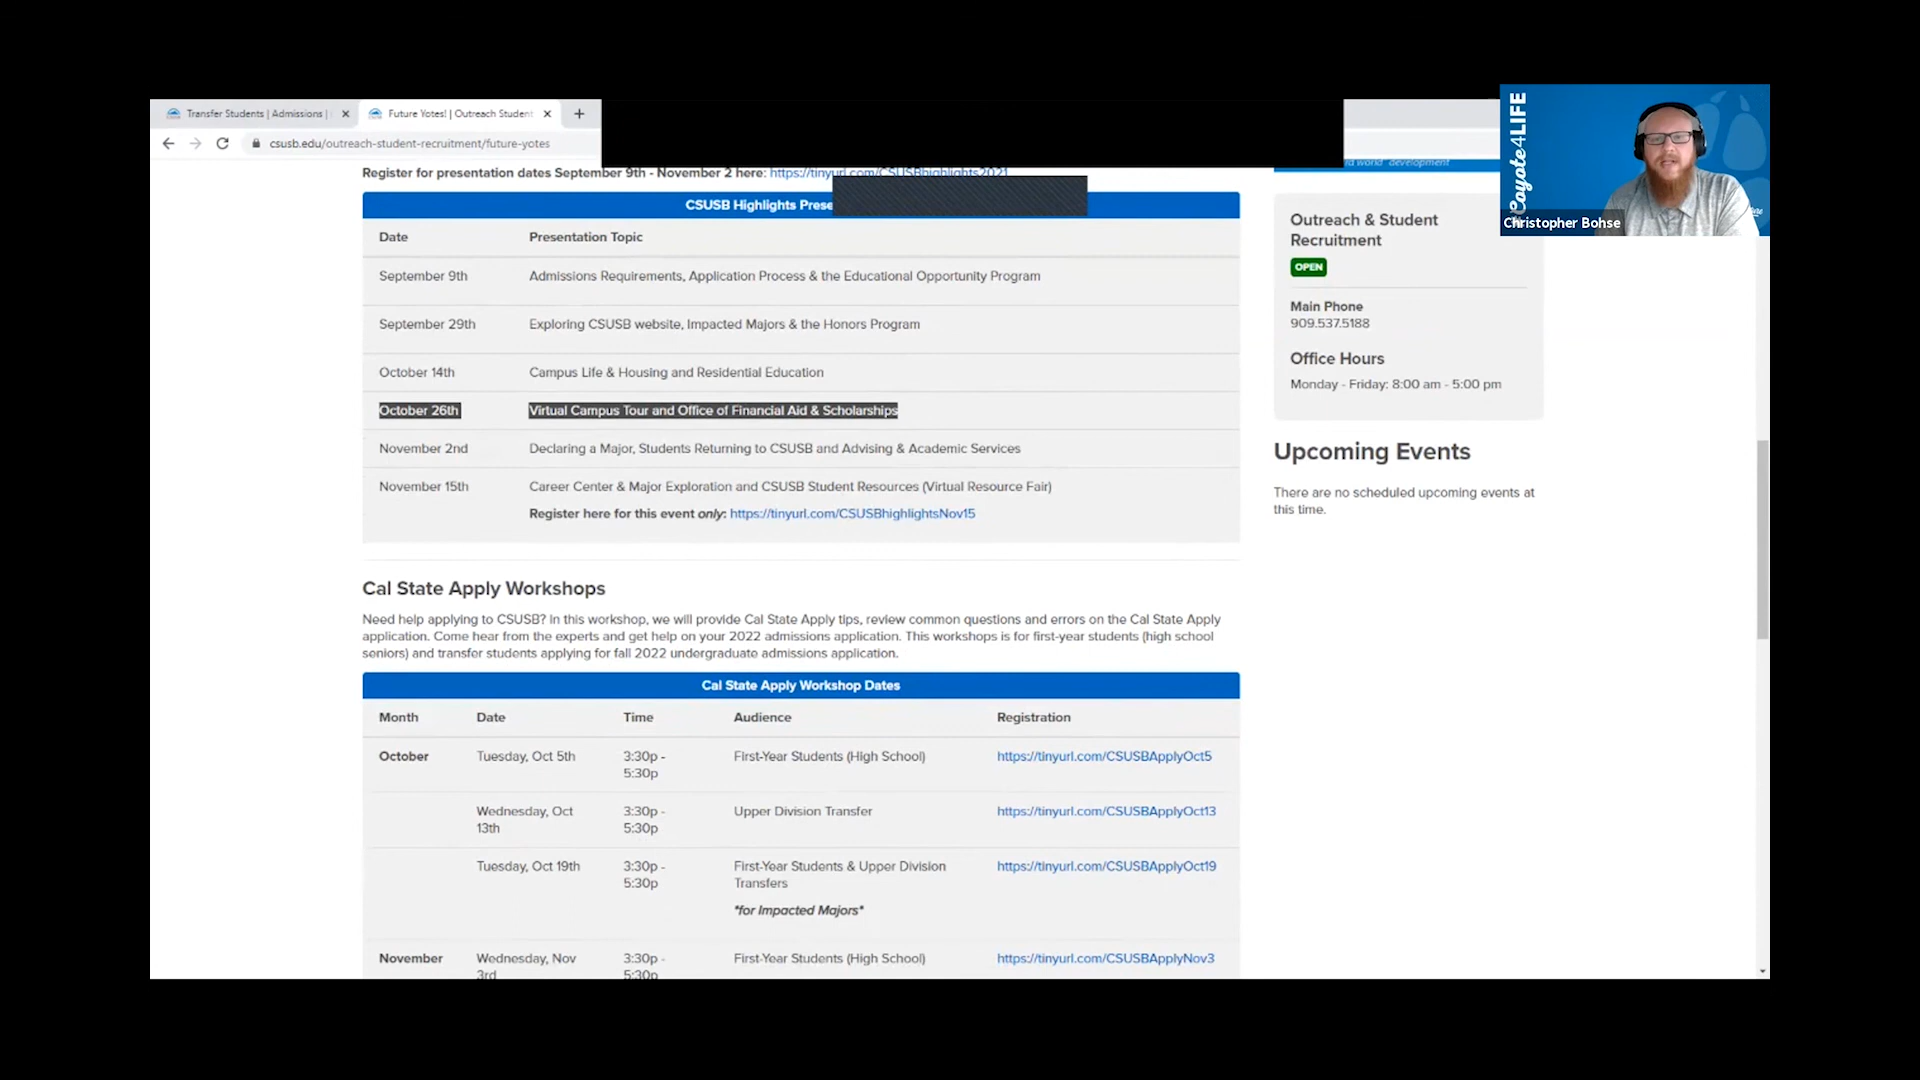 Transfer Students | Admissions |
Future Yotes! | Outreach Student
csusb.edu/outreach-student-recruitment/future-yotes
Coyote4LIFE
Christopher Bohse
world development
Register for presentation dates September 9th - November 2 here: https://tinyurl.com/CSUSBhighlights2021
CSUSB Highlights Prese
Date Presentation Topic
September 9th Admissions Requirements, Application Process & the Educational Opportunity Program
September 29th Exploring CSUSB website, Impacted Majors & the Honors Program
October 14th Campus Life & Housing and Residential Education
October 26th Virtual Campus Tour and Office of Financial Aid & Scholarships
November 2nd Declaring a Major, Students Returning to CSUSB and Advising & Academic Services
November 15th Career Center & Major Exploration and CSUSB Student Resources (Virtual Resource Fair)
Register here for this event only: https://tinyurl.com/CSUSBhighlightsNov15
Outreach & Student
Recruitment
OPEN
Main Phone
909.537.5188
Office Hours
Monday - Friday: 8:00 am - 5:00 pm
Upcoming Events
There are no scheduled upcoming events at
this time.
Cal State Apply Workshops
Need help applying to CSUSB? In this workshop, we will provide Cal State Apply tips, review common questions and errors on the Cal State Apply
application. Come hear from the experts and get help on your 2022 admissions application. This workshops is for first-year students (high school
seniors) and transfer students applying for fall 2022 undergraduate admissions application.
Cal State Apply Workshop Dates
Month Date Time Audience Registration
October Tuesday, Oct 5th 3:30p - First-Year Students (High School) https://tinyurl.com/CSUSBApplyOct5
5:30p
Wednesday, Oct 3:30p - Upper Division Transfer https://tinyurl.com/CSUSBApplyOct13
13th 5:30p
Tuesday, Oct 19th 3:30p - First-Year Students & Upper Division https://tinyurl.com/CSUSBApplyOct19
5:30p Transfers
*for Impacted Majors*
November Wednesday, Nov 3:30p - First-Year Students (High School) https://tinyurl.com/CSUSBApplyNov3
3rd 5:30p